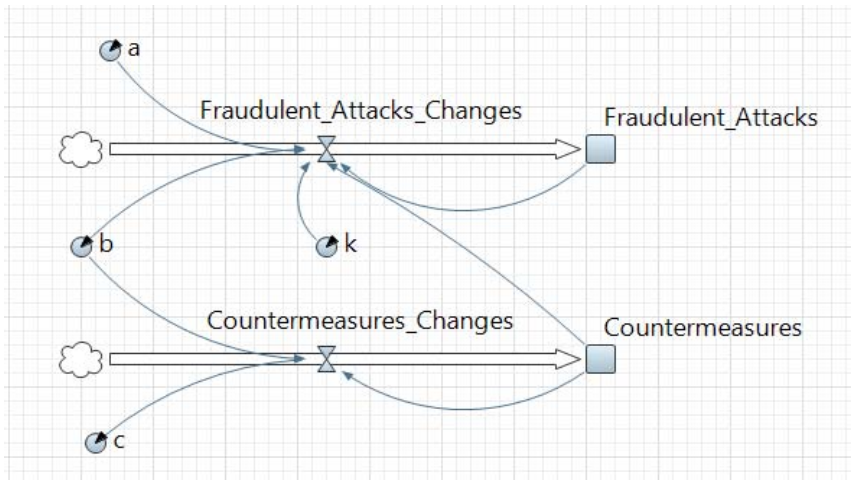 a
Fraudulent_Attacks_Changes
Fraudulent_Attacks
b
k
Countermeasures_Changes
Countermeasures
c